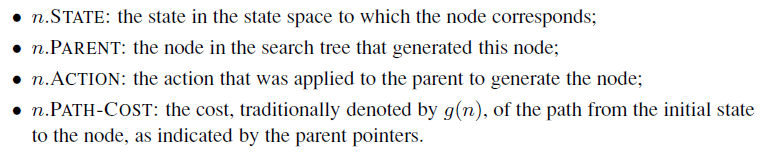 • n.STATE: the state in the state space to which the node corresponds;
• n.PARENT: the node in the search tree that generated this node;
• n.ACTION: the action that was applied to the parent to generate the node;
• n.PATH-COST: the cost, traditionally denoted by g(n), of the path from the initial state
to the node, as indicated by the parent pointers.